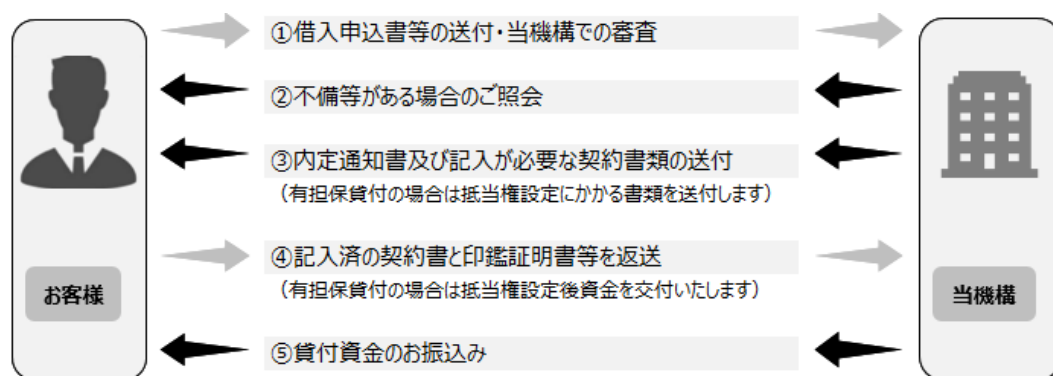 ①借入申込書等の送付・当機構での審査
②不備等がある場合のご照会
③内定通知書及び記入が必要な契約書類の送付
（有担保貸付の場合は抵当権設定にかかる書類を送付します）
④記入済の契約書と印鑑証明書等を返送
（有担保貸付の場合は抵当権設定後資金を交付いたします）
お客様
当機構
⑤貸付資金のお振込み